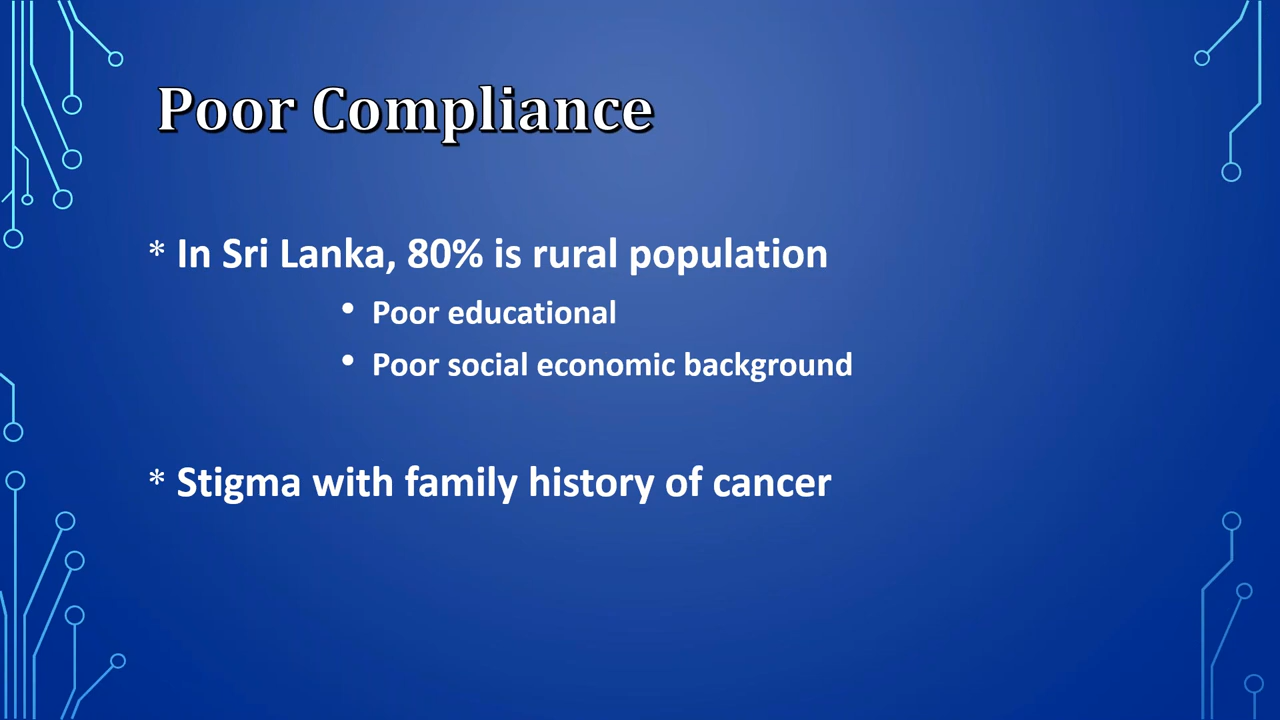 Poor Compliance
* In Sri Lanka, 80% is rural population
• Poor educational
• Poor social economic background
* Stigma with family history of cancer